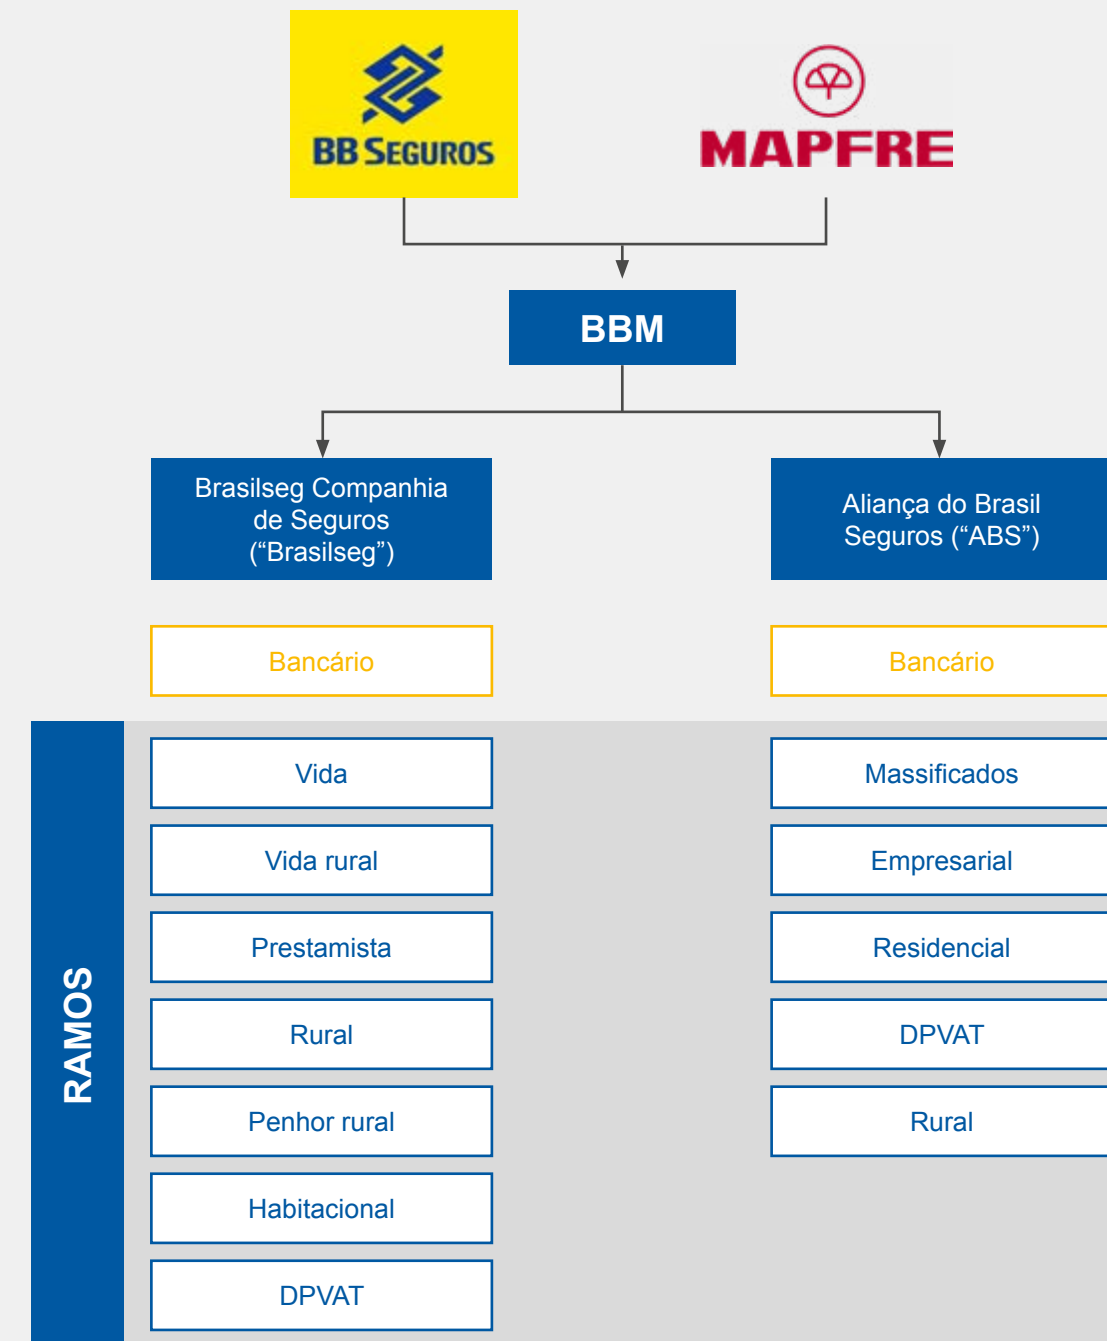 BB SEGUROS
MAPFRE
BBM
Brasilseg Companhia
de Seguros
(“Brasilseg”)
Aliança do Brasil
Seguros (“ABS”)
Bancário
Bancário
RAMOS
Vida
Vida rural
Prestamista
Rural
Penhor rural
Habitacional
DPVAT
Massificados
Empresarial
Residencial
DPVAT
Rural